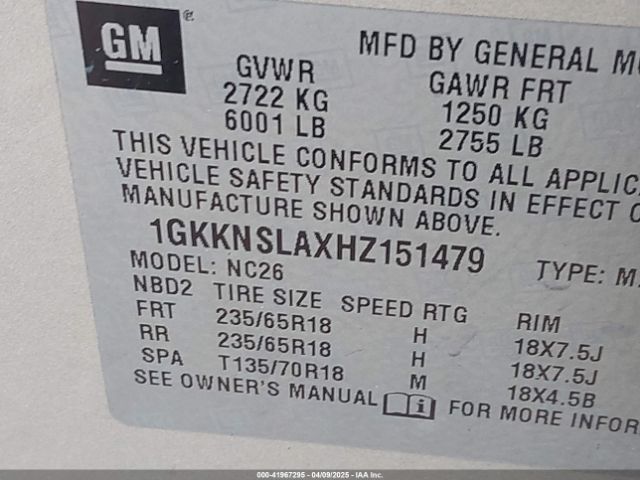 GM
MFD BY GENERAL
GVWR GAWR FRT
2722 KG 1250 KG
6001 LB 2755 LB
THIS VEHICLE CONFORMS TO ALL
VEHICLE SAFETY STANDARDS IN EFFECT
MANUFACTURE SHOWN ABOVE.
1GKKNSLAXHZ151479 TYPE:
MODEL: NC26
NBD2 TIRE SIZE SPEED RTG RIM
FRT 235/65R18 H 18X7.5J
RR 235/65R18 H 18X7.5J
SPA T135/70R18 M 18X4.5B
SEE OWNER'S MANUAL FOR MORE
000-41967295 - 04/09/2025 - IAA Inc.